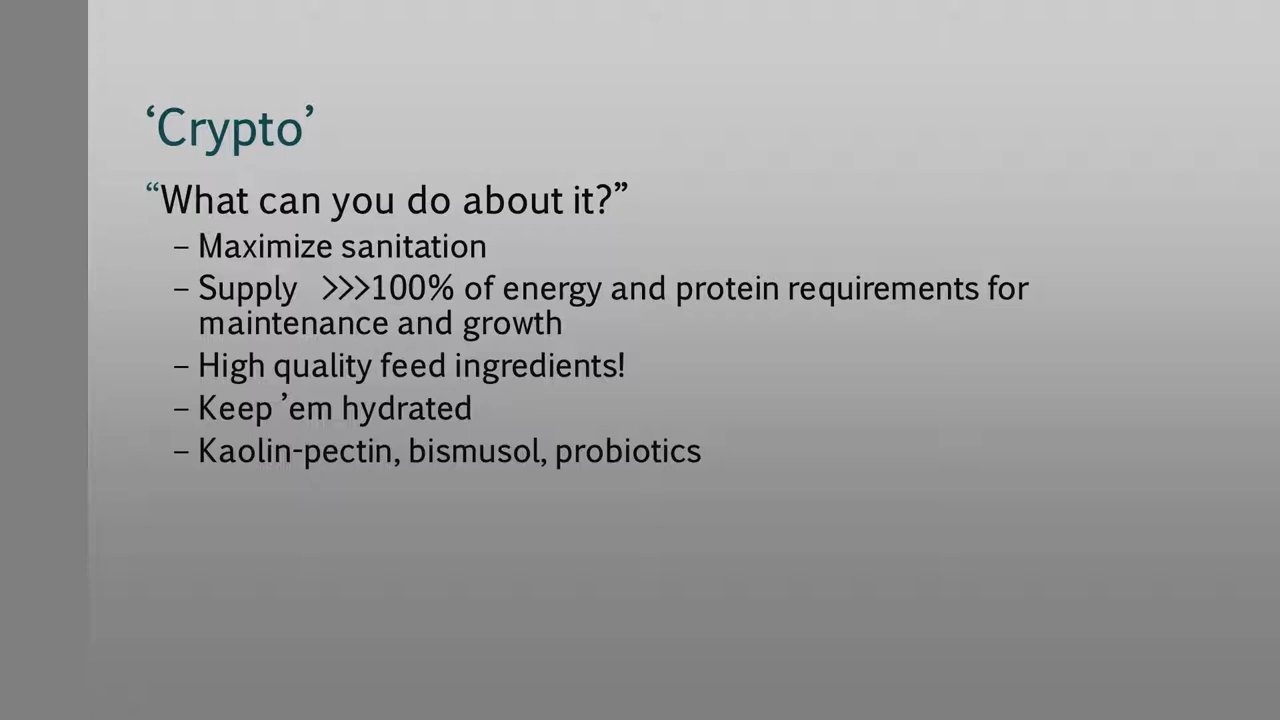 ‘Crypto’
“What can you do about it?”
– Maximize sanitation
– Supply >>>100% of energy and protein requirements for
maintenance and growth
– High quality feed ingredients!
– Keep ’em hydrated
– Kaolin-pectin, bismusol, probiotics